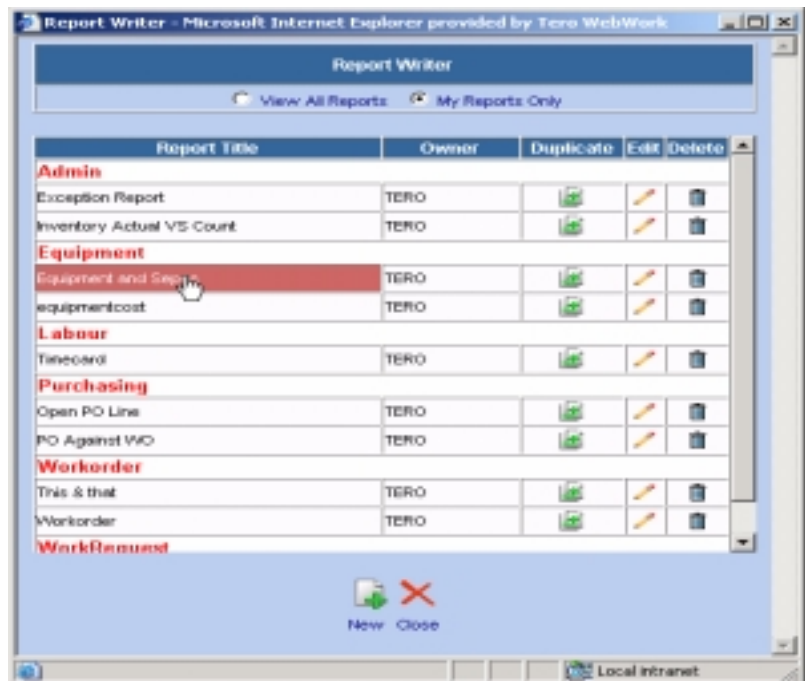 Report Writer - Microsoft Internet Explorer provided by Tero WebWork
Report Writer
View All Reports My Reports Only
Report Title Owner Duplicate Edit Delete
Admin
Exception Report TERO
Inventory Actual VS Count TERO
Equipment
Equipment and TERO
equipmentcost TERO
Labour
Timecard TERO
Purchasing
Open PO Line TERO
PO Against WO TERO
Workorder
This & that TERO
Workorder TERO
WorkRequest
New Close
Local intranet